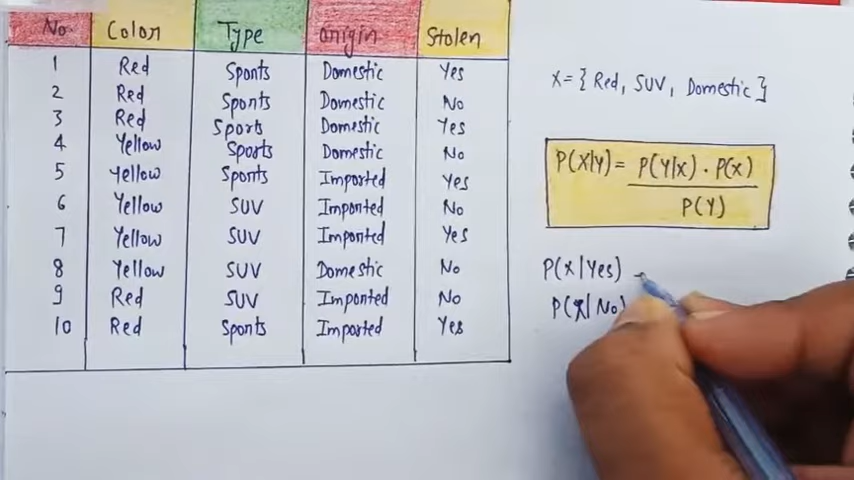 No Color Type Origin Stolen
1 Red Sports Domestic Yes
2 Red Sports Domestic No
3 Red Sports Domestic Yes
4 Yellow Sports Domestic No
5 Yellow Sports Imported Yes
6 Yellow SUV Imported No
7 Yellow SUV Imported Yes
8 Yellow SUV Domestic No
9 Red SUV Imported No
10 Red Sports Imported Yes
X = { Red, SUV, Domestic }
P(X|Y) = P(Y|X) . P(X)
P(Y)
P(X|Yes) -
P(X|No)